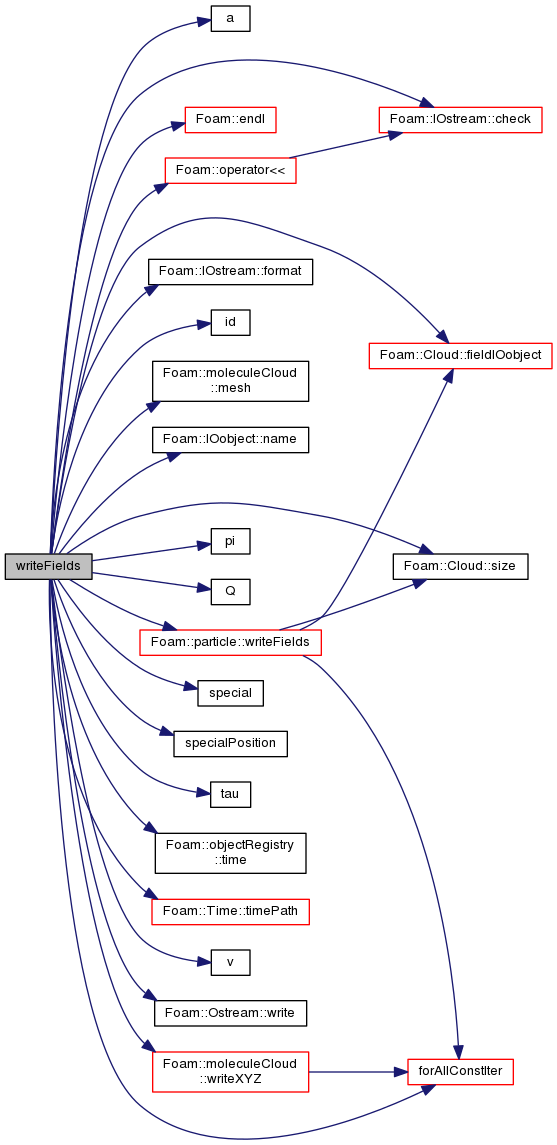 a
Foam::endl
Foam::IOstream::check
Foam::operator<<
Foam::IOstream::format
id
Foam::Cloud::fieldIOobject
Foam::moleculeCloud
::mesh
Foam::IOobject::name
pi
writeFields
Foam::Cloud::size
Q
Foam::particle::writeFields
special
specialPosition
tau
Foam::objectRegistry
::time
Foam::Time::timePath
v
Foam::Ostream::write
Foam::moleculeCloud
::writeXYZ
forAllConstIter